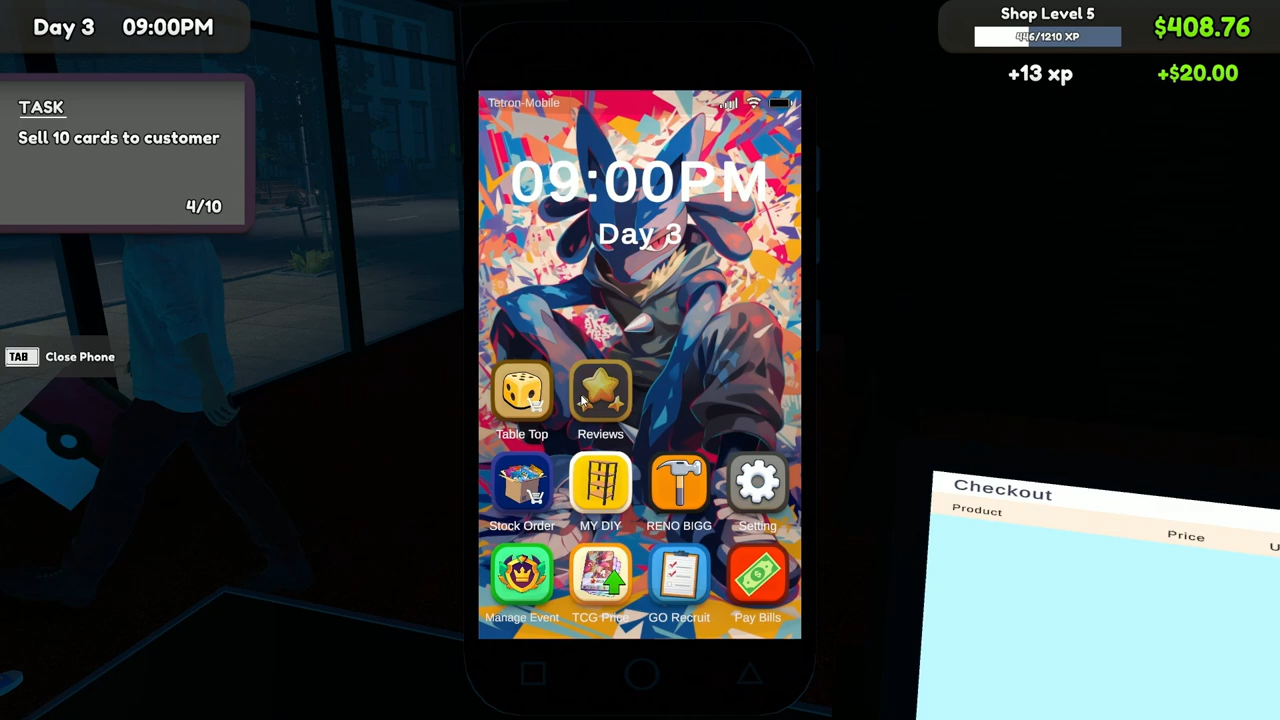 Day 3 09:00PM
Shop Level 5
446/1210 XP
$408.76
+13 xp
+$20.00
TASK
Sell 10 cards to customer
4/10
TAB Close Phone
Tetron-Mobile
09:00PM
Day 3
Table Top
Reviews
Stock Order
MY DIY
RENO BIGG
Setting
Manage Event
TCG Price
GO Recruit
Pay Bills
Checkout
Product
Price
U